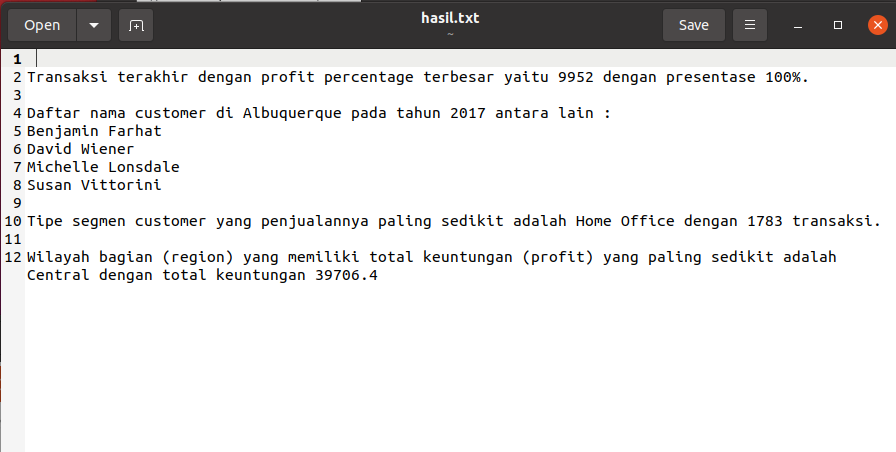 Open
hasil.txt
~
Save
1
2 Transaksi terakhir dengan profit percentage terbesar yaitu 9952 dengan presentase 100%.
3
4 Daftar nama customer di Albuquerque pada tahun 2017 antara lain :
5 Benjamin Farhat
6 David Wiener
7 Michelle Lonsdale
8 Susan Vittorini
9
10 Tipe segmen customer yang penjualannya paling sedikit adalah Home Office dengan 1783 transaksi.
11
12 Wilayah bagian (region) yang memiliki total keuntungan (profit) yang paling sedikit adalah
Central dengan total keuntungan 39706.4